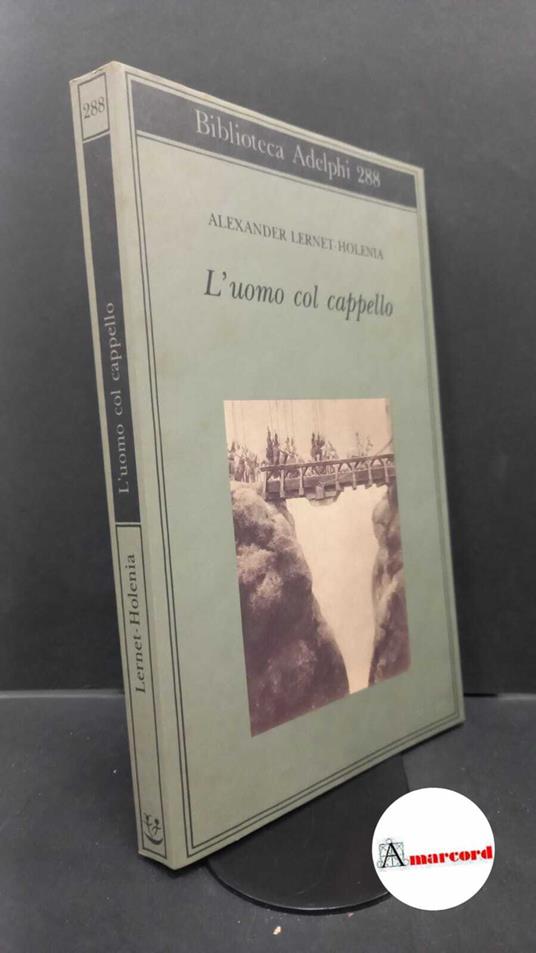 288
L'uomo col cappello
Lernet-Holenia
Biblioteca Adelphi 288
ALEXANDER LERNET-HOLENIA
L'uomo col cappello
Amarcord